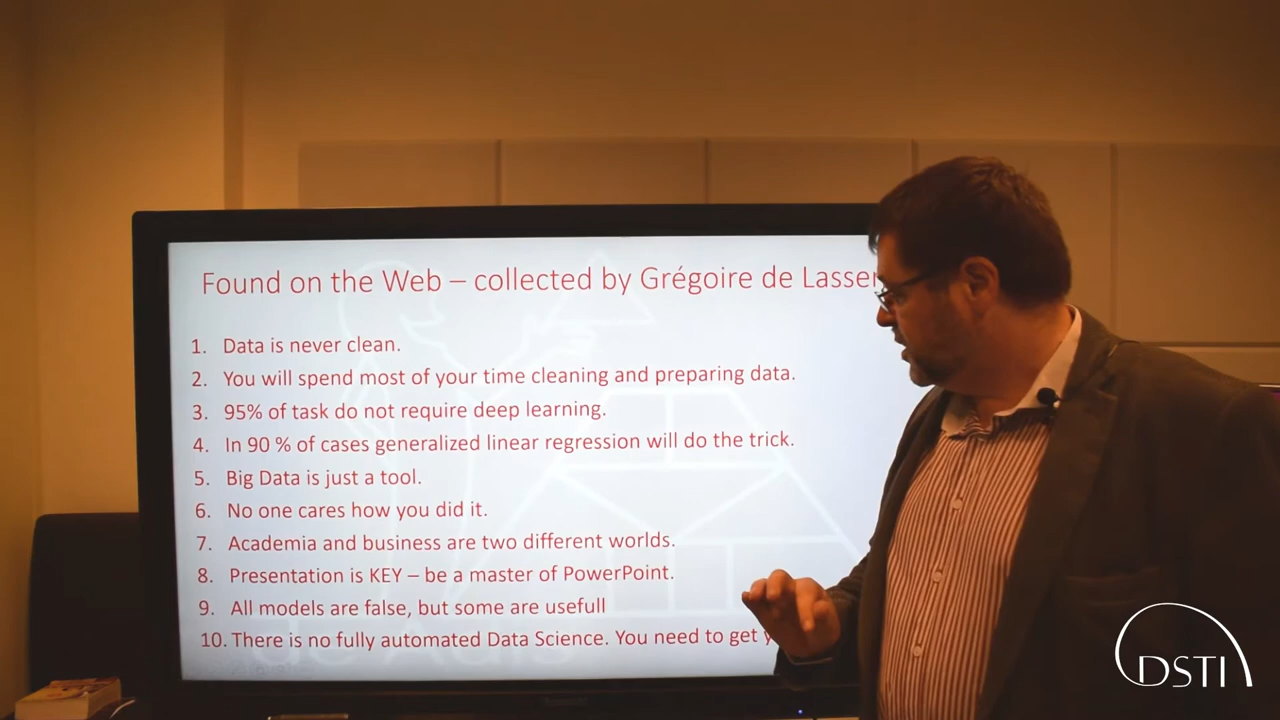 Found on the Web – collected by Grégoire de
1. Data is never clean.
2. You will spend most of your time cleaning and preparing data.
3. 95% of task do not require deep learning.
4. In 90 % of cases generalized linear regression will do the trick.
5. Big Data is just a tool.
6. No one cares how you did it.
7. Academia and business are two different worlds.
8. Presentation is KEY – be a master of PowerPoint.
9. All models are false, but some are usefull
10. There is no fully automated Data Science. You need to get
DSTI